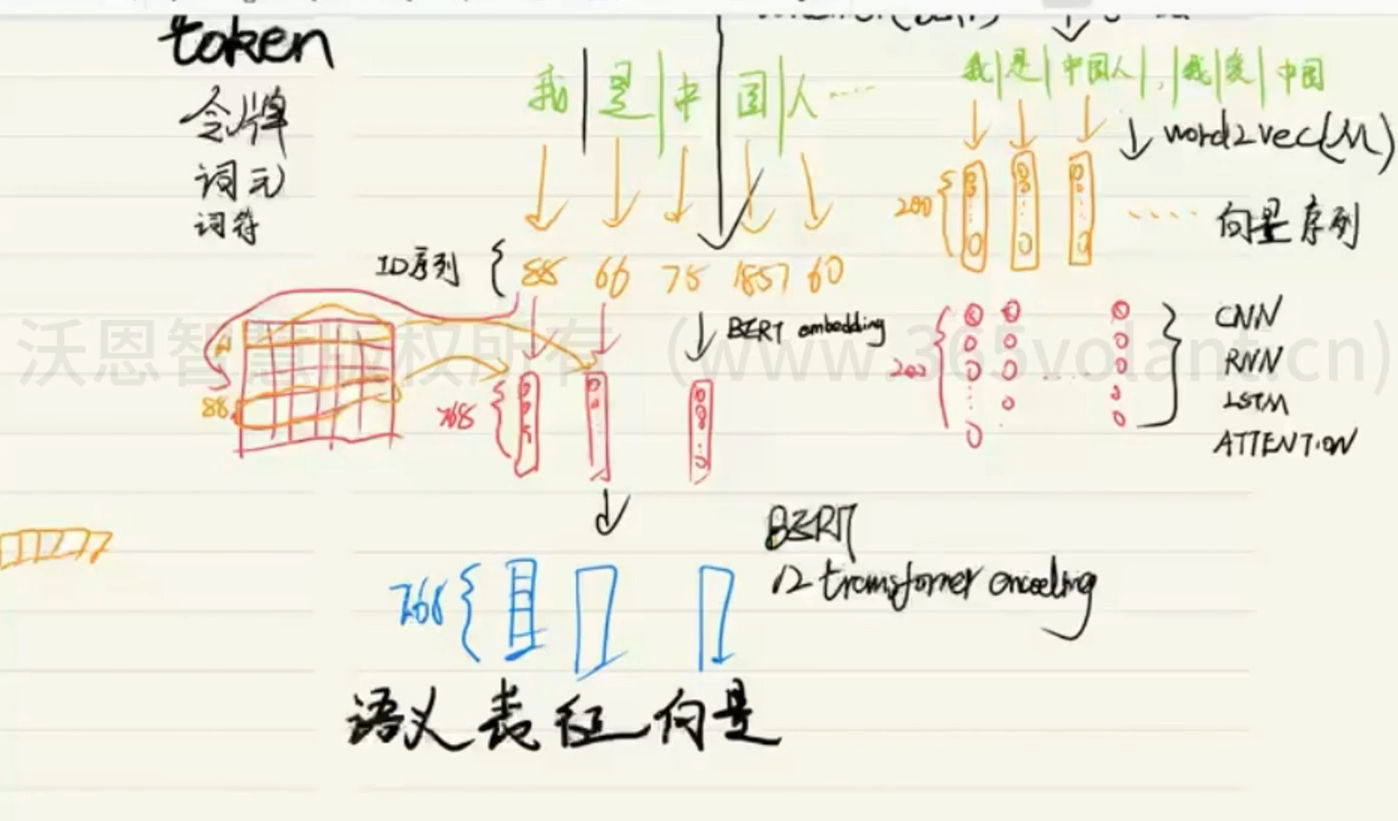 token
令牌
词元
词符
我|是|中|国|人……
ID序列 { 88 66 75 1857 60
BERT embedding
88
768
768
语义表征向量
BERT
12 transformer encoding
我|是|中国人|,|我|爱|中国
word2vec(M)
200
向量序列
200
CNN
RNN
LSTM
ATTENTION
沃恩智慧版权所有 (www.365volant.cn)